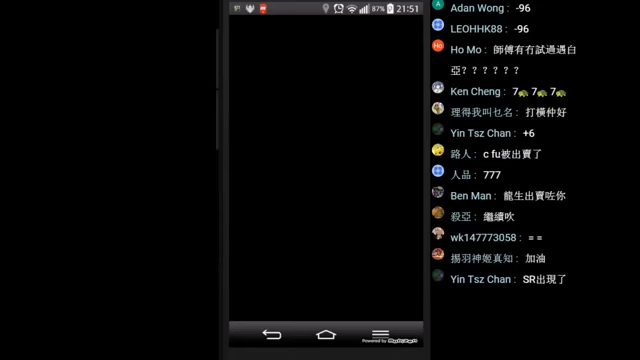 87% 21:51
Adan Wong : -96
LEOHHK88 : -96
Ho Mo : 師傅有冇試過遇白
亞? ? ? ? ? ?
Ken Cheng : 7🐢 7🐢 7🐢
理得我叫乜名 : 打橫仲好
Yin Tsz Chan : +6
路人 : c fu被出賣了
人品 : 777
Ben Man : 龍生出賣咗你
殺亞 : 繼續吹
wk147773058 : = =
揚羽神姬真知 : 加油
Yin Tsz Chan : SR出現了
Powered by